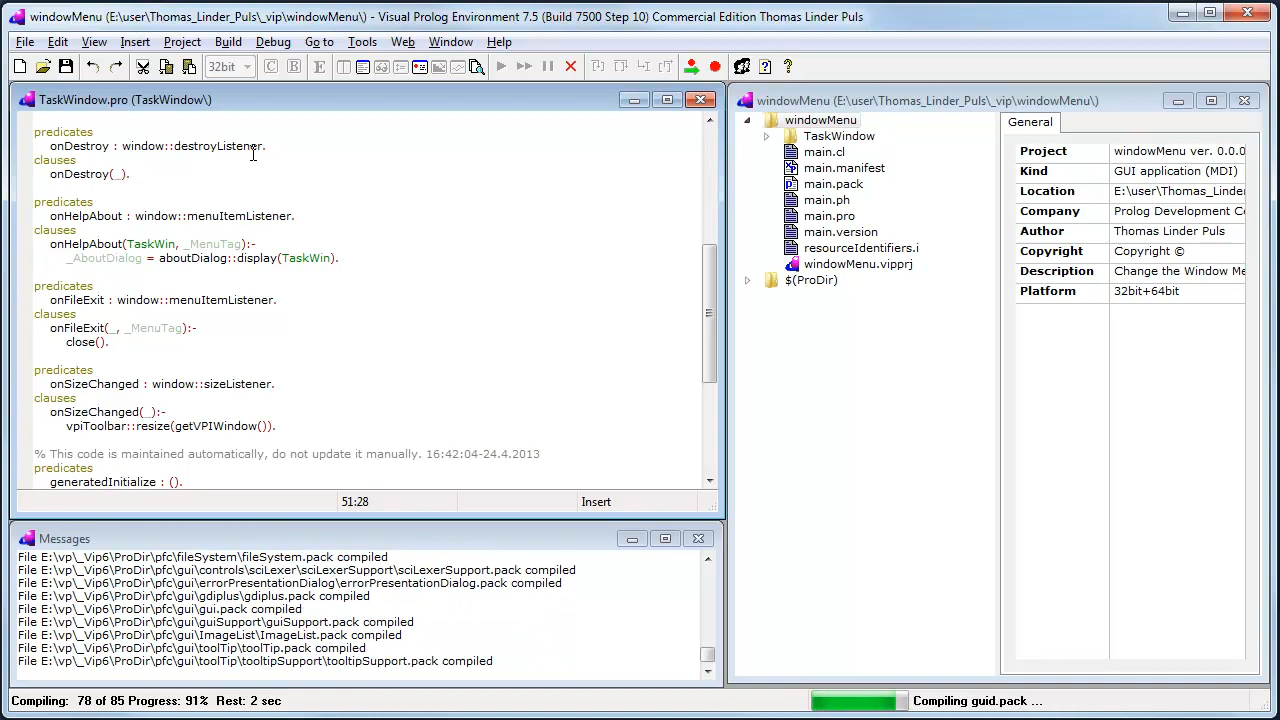 windowMenu (E:\user\Thomas_Linder_Puls\_vip\windowMenu\) - Visual Prolog Environment 7.5 (Build 7500 Step 10) Commercial Edition Thomas Linder Puls
File Edit View Insert Project Build Debug Go to Tools Web Window Help
32bit
TaskWindow.pro (TaskWindow\)
predicates
onDestroy : window::destroyListener.
clauses
onDestroy(_).
predicates
onHelpAbout : window::menuItemListener.
clauses
onHelpAbout(TaskWin, _MenuTag):-
_AboutDialog = aboutDialog::display(TaskWin).
predicates
onFileExit : window::menuItemListener.
clauses
onFileExit(_, _MenuTag):-
close().
predicates
onSizeChanged : window::sizeListener.
clauses
onSizeChanged(_):-
vpiToolbar::resize(getVPIWindow()).
% This code is maintained automatically, do not update it manually. 16:42:04-24.4.2013
predicates
generatedInitialize : ().
51:28 Insert
Messages
File E:\vp\_Vip6\ProDir\pfc\fileSystem\fileSystem.pack compiled
File E:\vp\_Vip6\ProDir\pfc\gui\controls\sciLexer\sciLexerSupport\sciLexerSupport.pack compiled
File E:\vp\_Vip6\ProDir\pfc\gui\errorPresentationDialog\errorPresentationDialog.pack compiled
File E:\vp\_Vip6\ProDir\pfc\gui\gdiplus\gdiplus.pack compiled
File E:\vp\_Vip6\ProDir\pfc\gui\gui.pack compiled
File E:\vp\_Vip6\ProDir\pfc\gui\guiSupport\guiSupport.pack compiled
File E:\vp\_Vip6\ProDir\pfc\gui\ImageList\ImageList.pack compiled
File E:\vp\_Vip6\ProDir\pfc\gui\toolTip\toolTip.pack compiled
File E:\vp\_Vip6\ProDir\pfc\gui\toolTip\tooltipSupport\tooltipSupport.pack compiled
windowMenu (E:\user\Thomas_Linder_Puls\_vip\windowMenu\)
windowMenu
TaskWindow
main.cl
main.manifest
main.pack
main.ph
main.pro
main.version
resourceIdentifiers.i
windowMenu.vipprj
$(ProDir)
General
Project windowMenu ver. 0.0.0
Kind GUI application (MDI)
Location E:\user\Thomas_Linder
Company Prolog Development Ce
Author Thomas Linder Puls
Copyright Copyright ©
Description Change the Window Me
Platform 32bit+64bit
Compiling: 78 of 85 Progress: 91% Rest: 2 sec
Compiling guid.pack ...